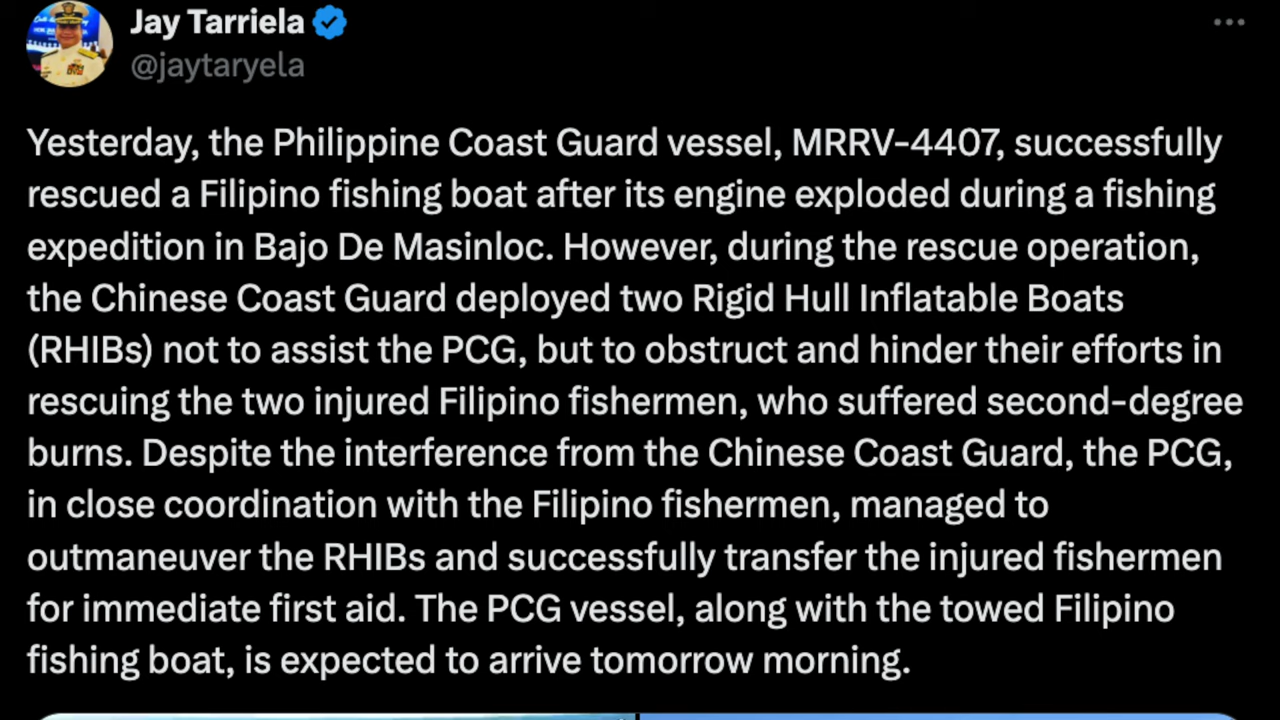 Jay Tarriela
@jaytaryela
Yesterday, the Philippine Coast Guard vessel, MRRV-4407, successfully
rescued a Filipino fishing boat after its engine exploded during a fishing
expedition in Bajo De Masinloc. However, during the rescue operation,
the Chinese Coast Guard deployed two Rigid Hull Inflatable Boats
(RHIBs) not to assist the PCG, but to obstruct and hinder their efforts in
rescuing the two injured Filipino fishermen, who suffered second-degree
burns. Despite the interference from the Chinese Coast Guard, the PCG,
in close coordination with the Filipino fishermen, managed to
outmaneuver the RHIBs and successfully transfer the injured fishermen
for immediate first aid. The PCG vessel, along with the towed Filipino
fishing boat, is expected to arrive tomorrow morning.